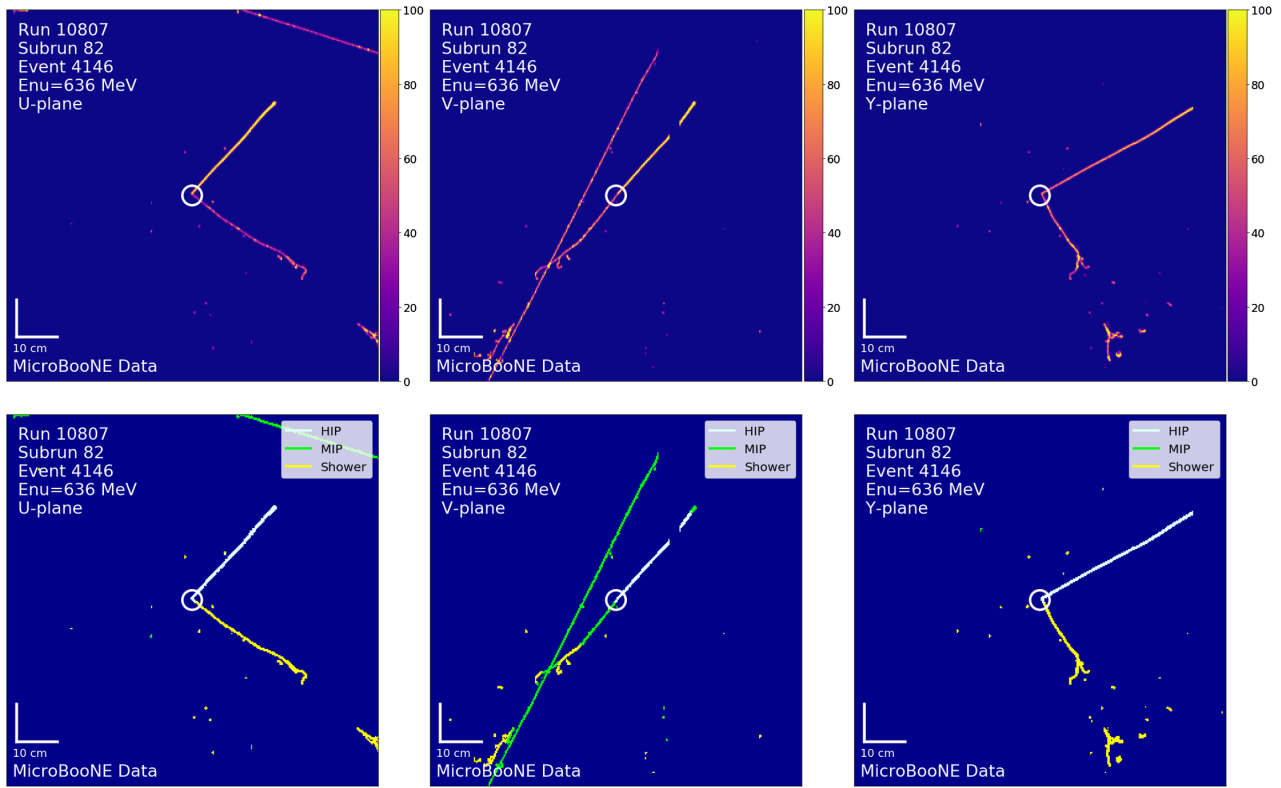 Run 10807
Subrun 82
Event 4146
Enu=636 MeV
U-plane
10 cm
MicroBooNE Data
100
80
60
40
20
0
Run 10807
Subrun 82
Event 4146
Enu=636 MeV
V-plane
10 cm
MicroBooNE Data
100
80
60
40
20
0
Run 10807
Subrun 82
Event 4146
Enu=636 MeV
Y-plane
10 cm
MicroBooNE Data
100
80
60
40
20
0
Run 10807
Subrun 82
Event 4146
Enu=636 MeV
U-plane
HIP
MIP
Shower
10 cm
MicroBooNE Data
Run 10807
Subrun 82
Event 4146
Enu=636 MeV
V-plane
HIP
MIP
Shower
10 cm
MicroBooNE Data
Run 10807
Subrun 82
Event 4146
Enu=636 MeV
Y-plane
HIP
MIP
Shower
10 cm
MicroBooNE Data